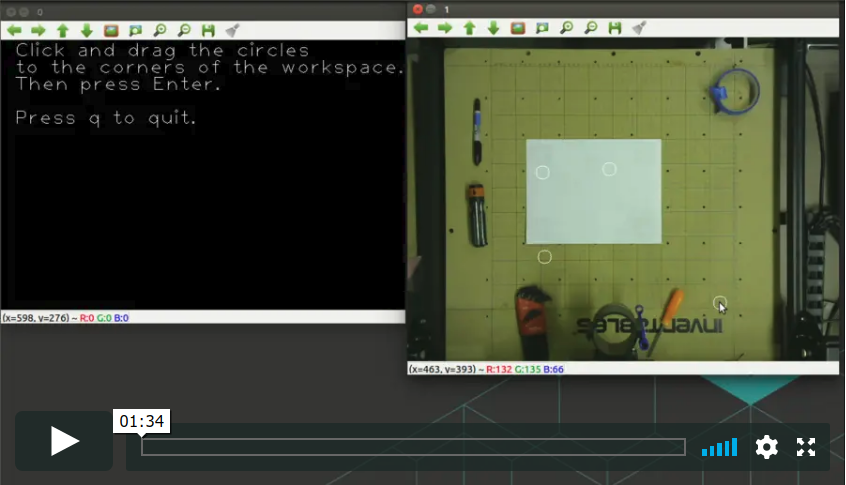 0
1
Click and drag the circles
to the corners of the workspace.
Then press Enter.
Press q to quit.
inventables
(x=598, y=276) ~ R:0 G:0 B:0
(x=463, y=393) ~ R:132 G:135 B:66
01:34